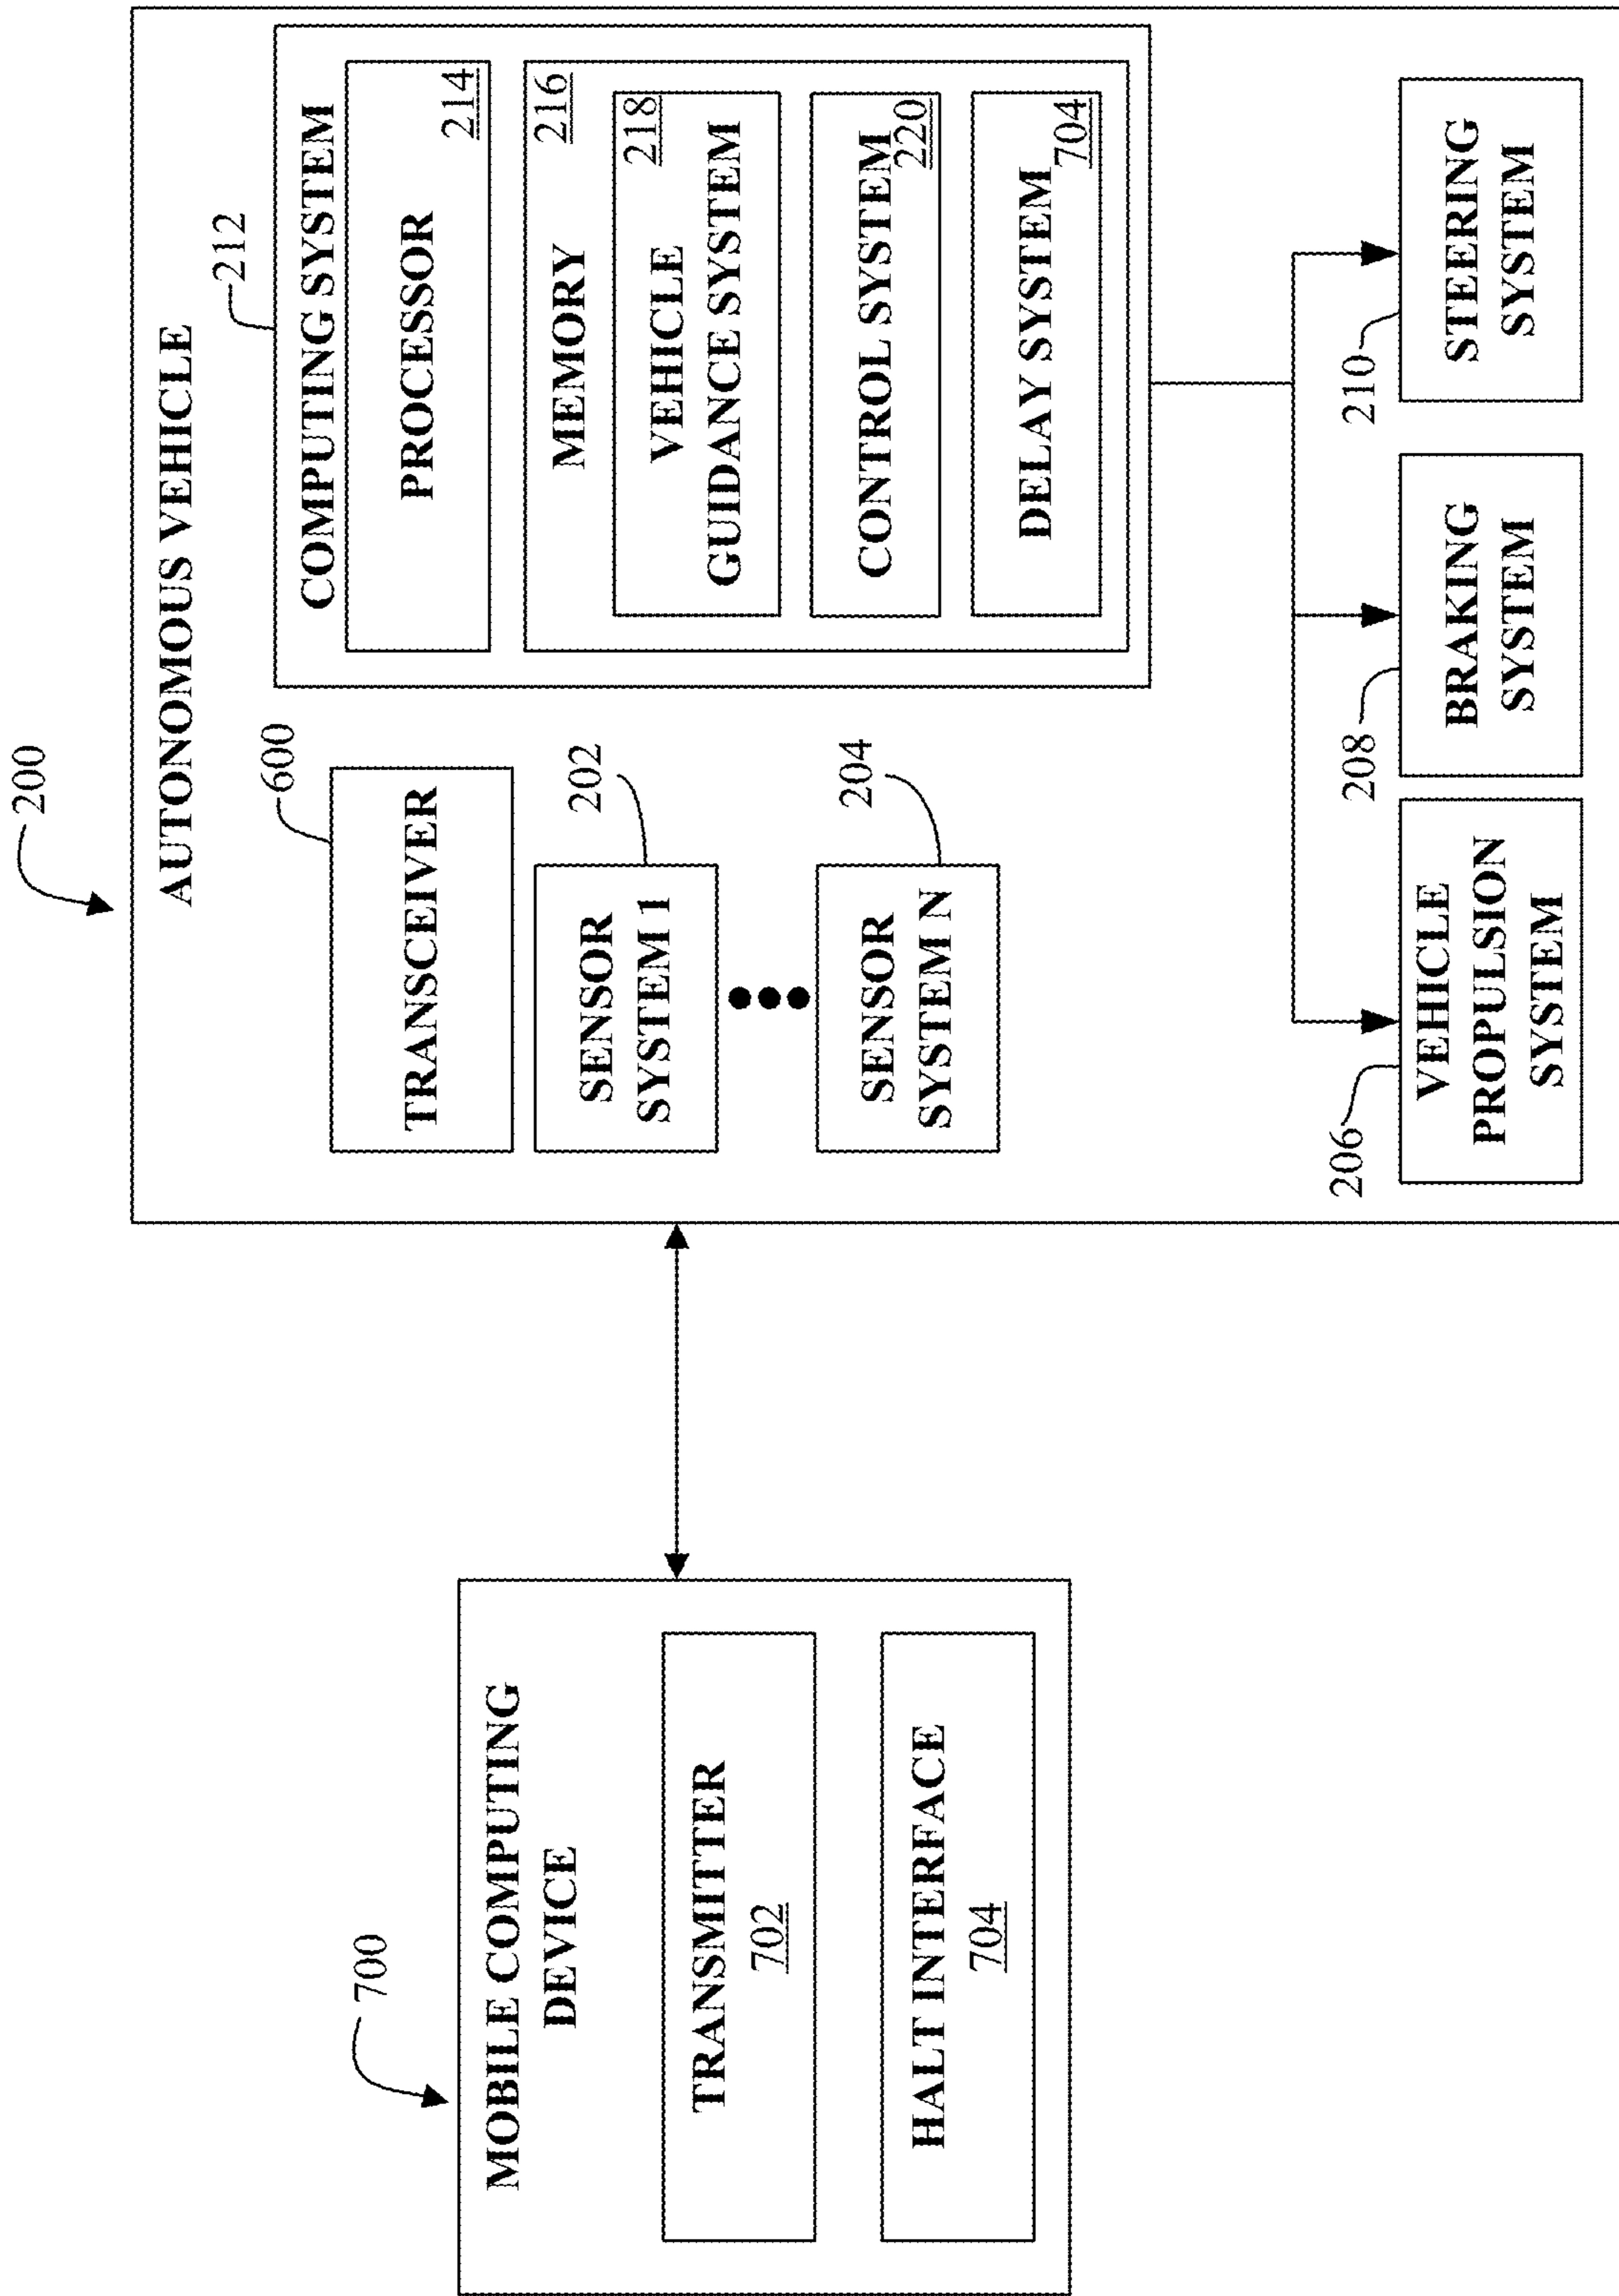 200
AUTONOMOUS VEHICLE
600
TRANSCEIVER
202
SENSOR
SYSTEM 1
204
SENSOR
SYSTEM N
212
COMPUTING SYSTEM
PROCESSOR
214
MEMORY
216
VEHICLE
GUIDANCE SYSTEM
218
CONTROL SYSTEM
220
DELAY SYSTEM
704
206
VEHICLE
PROPULSION
SYSTEM
208
BRAKING
SYSTEM
210
STEERING
SYSTEM
700
MOBILE COMPUTING
DEVICE
TRANSMITTER
702
HALT INTERFACE
704